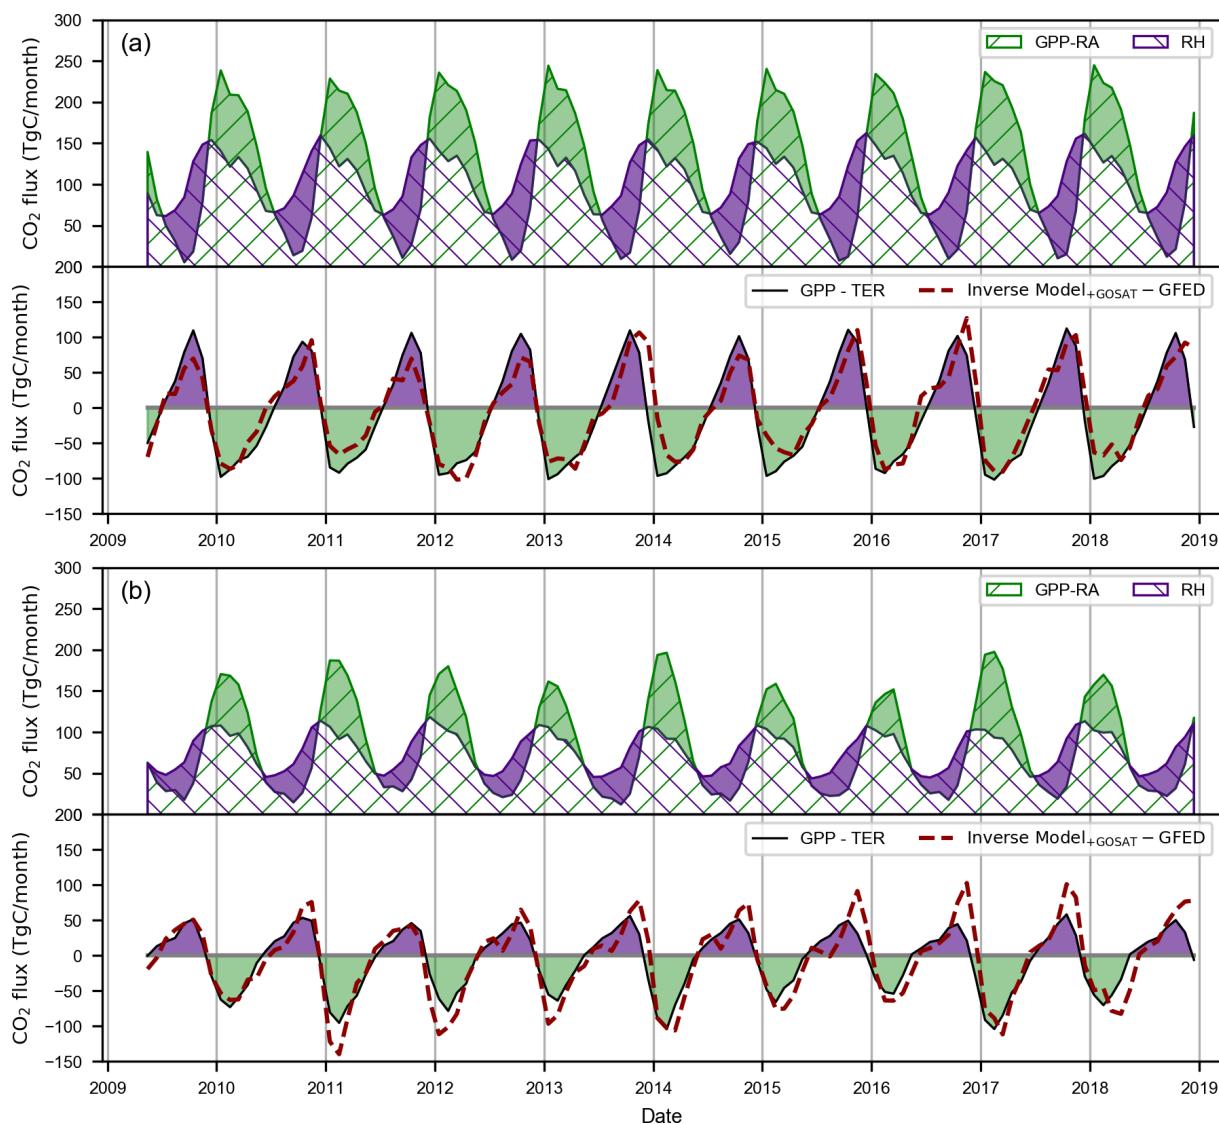 300
250
200
150
100
50
CO₂ flux (TgC/month)
(a)
GPP-RA
RH
200
150
100
50
0
−50
−100
−150
CO₂ flux (TgC/month)
GPP - TER
Inverse Model+GOSAT − GFED
2009 2010 2011 2012 2013 2014 2015 2016 2017 2018 2019
300
250
200
150
100
50
CO₂ flux (TgC/month)
(b)
GPP-RA
RH
200
150
100
50
0
−50
−100
−150
CO₂ flux (TgC/month)
GPP - TER
Inverse Model+GOSAT − GFED
2009 2010 2011 2012 2013 2014 2015 2016 2017 2018 2019
Date